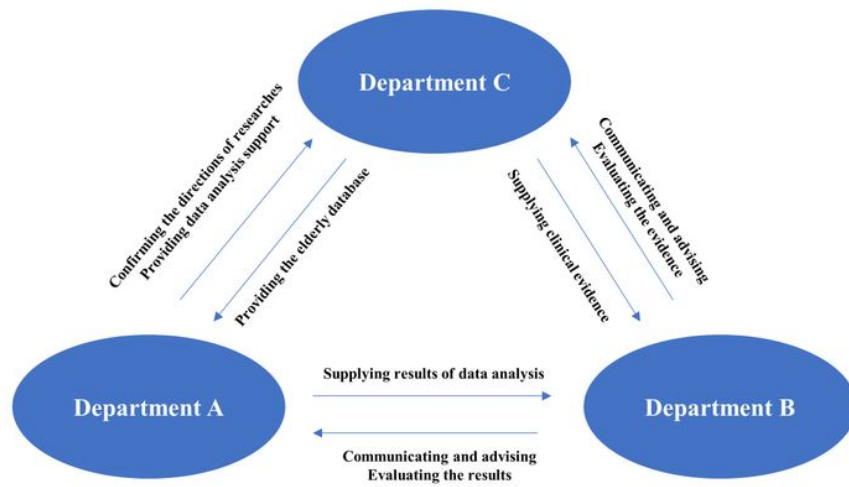 Department C
Confirming the directions of researches
Providing data analysis support
Providing the elderly database
Supplying clinical evidence
Communicating and advising
Evaluating the evidence
Department A
Supplying results of data analysis
Department B
Communicating and advising
Evaluating the results